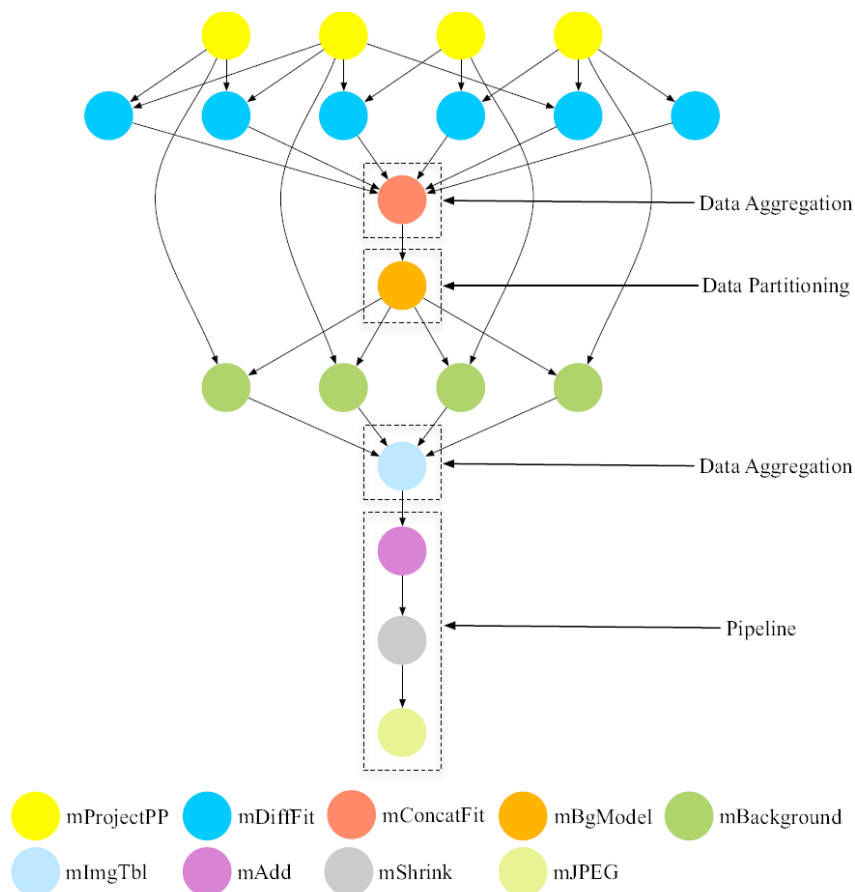 Data Aggregation
Data Partitioning
Data Aggregation
Pipeline
mProjectPP mDiffFit mConcatFit mBgModel mBackground
mImgTbl mAdd mShrink mJPEG